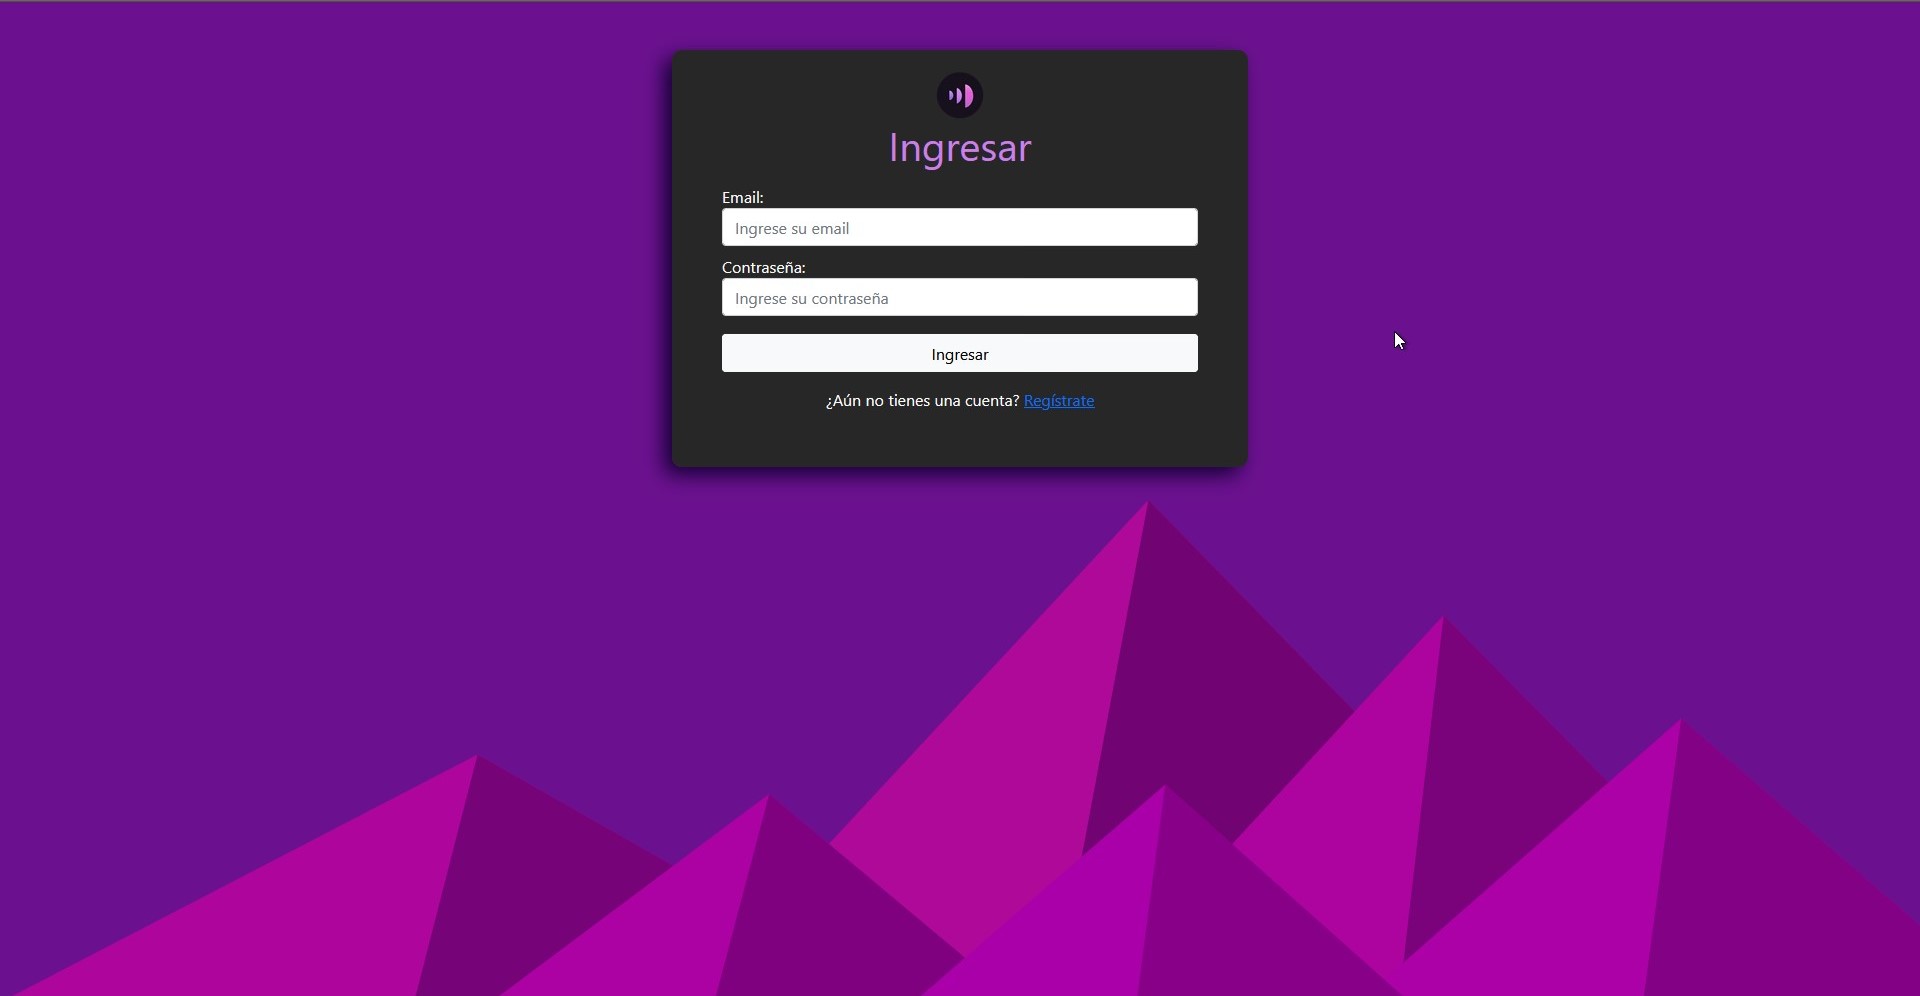 Ingresar
Email:
Ingrese su email
Contraseña:
Ingrese su contraseña
Ingresar
¿Aún no tienes una cuenta? Regístrate